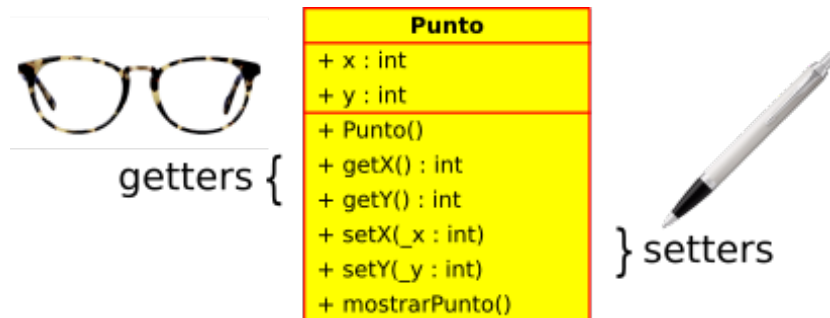 Punto
+ x : int
+ y : int
+ Punto()
getters {
+ getX() : int
+ getY() : int
+ setX(_x : int)
+ setY(_y : int)
} setters
+ mostrarPunto()